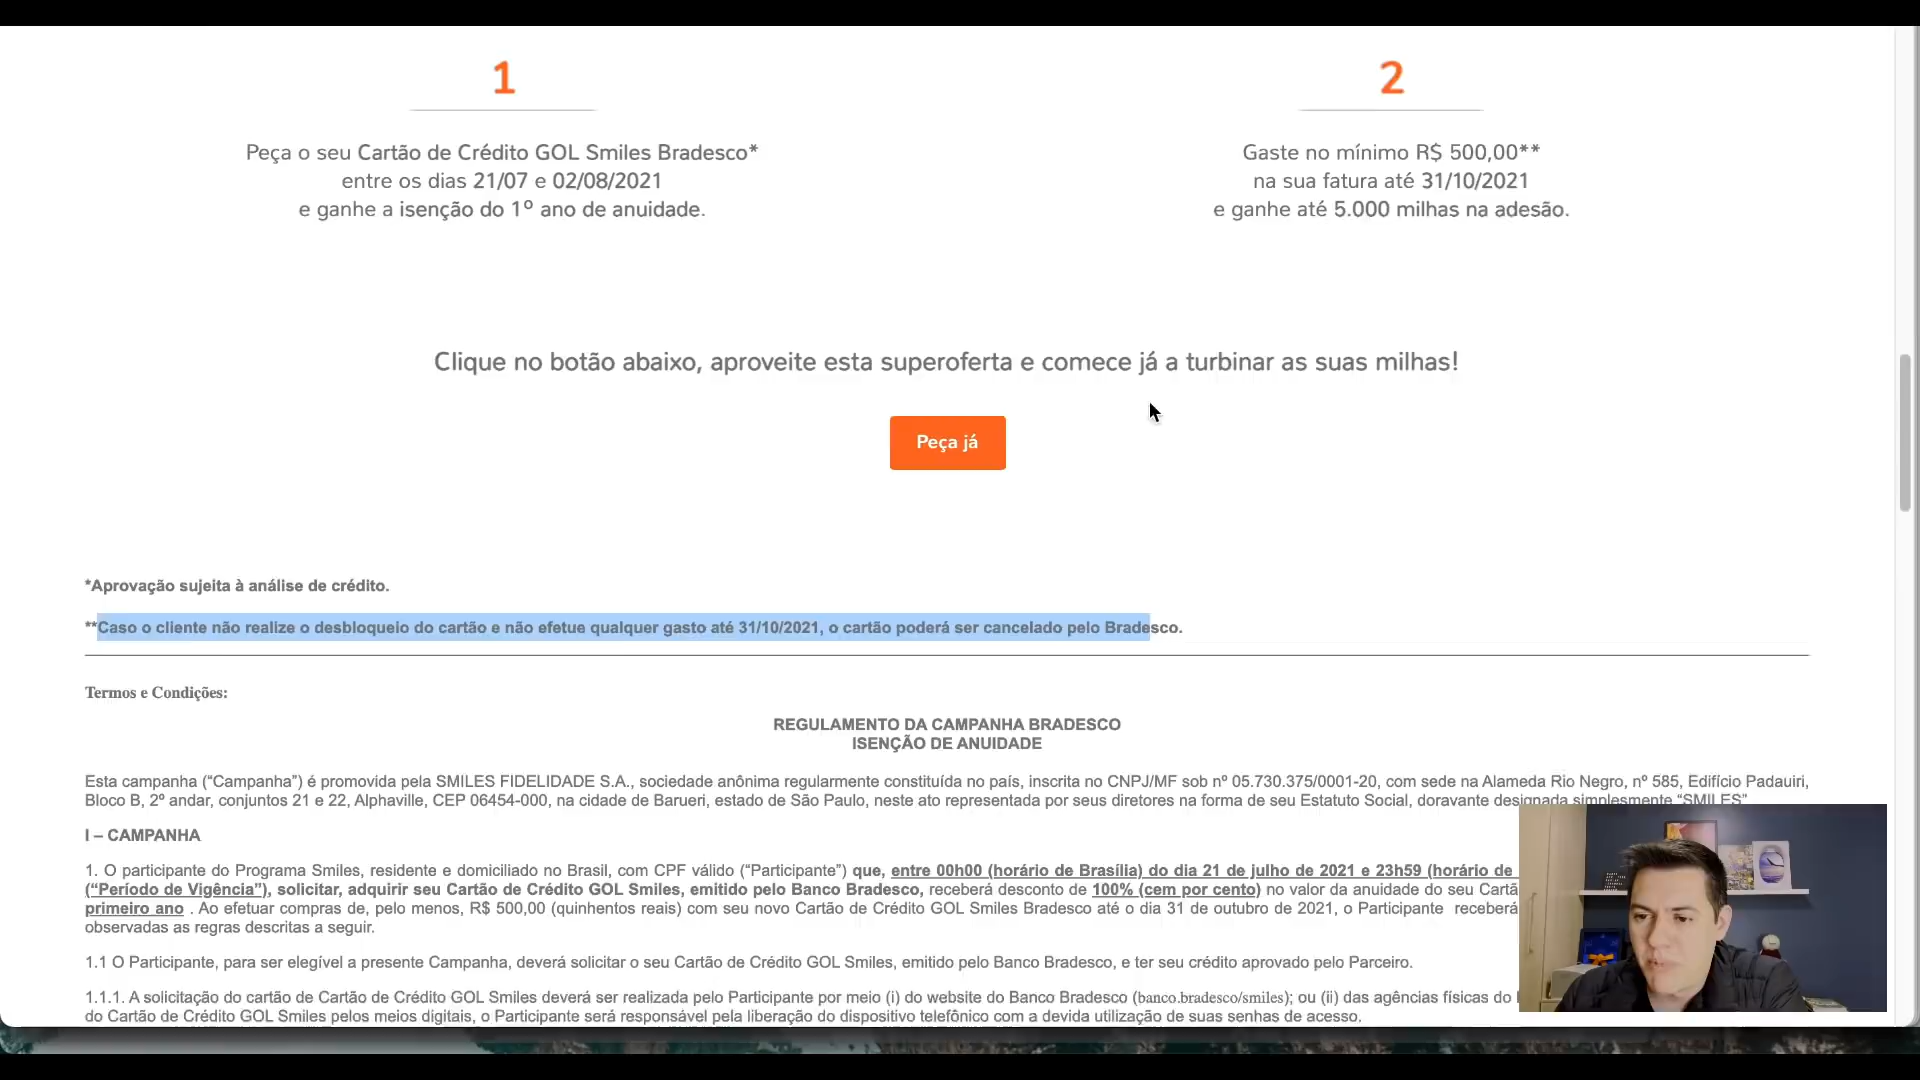 1
Peça o seu Cartão de Crédito GOL Smiles Bradesco*
entre os dias 21/07 e 02/08/2021
e ganhe a isenção do 1º ano de anuidade.
2
Gaste no mínimo R$ 500,00**
na sua fatura até 31/10/2021
e ganhe até 5.000 milhas na adesão.
Clique no botão abaixo, aproveite esta superoferta e comece já a turbinar as suas milhas!
Peça já
*Aprovação sujeita à análise de crédito.
**Caso o cliente não realize o desbloqueio do cartão e não efetue qualquer gasto até 31/10/2021, o cartão poderá ser cancelado pelo Bradesco.
Termos e Condições:
REGULAMENTO DA CAMPANHA BRADESCO
ISENÇÃO DE ANUIDADE
Esta campanha (“Campanha”) é promovida pela SMILES FIDELIDADE S.A., sociedade anônima regularmente constituída no país, inscrita no CNPJ/MF sob nº 05.730.375/0001-20, com sede na Alameda Rio Negro, nº 585, Edifício Padauiri,
Bloco B, 2º andar, conjuntos 21 e 22, Alphaville, CEP 06454-000, na cidade de Barueri, estado de São Paulo, neste ato representada por seus diretores na forma de seu Estatuto Social, doravante designada simplesmente “SMILES”
I – CAMPANHA
1. O participante do Programa Smiles, residente e domiciliado no Brasil, com CPF válido (“Participante”) que, entre 00h00 (horário de Brasília) do dia 21 de julho de 2021 e 23h59 (horário de
(“Período de Vigência”), solicitar, adquirir seu Cartão de Crédito GOL Smiles, emitido pelo Banco Bradesco, receberá desconto de 100% (cem por cento) no valor da anuidade do seu Cartã
primeiro ano . Ao efetuar compras de, pelo menos, R$ 500,00 (quinhentos reais) com seu novo Cartão de Crédito GOL Smiles Bradesco até o dia 31 de outubro de 2021, o Participante receberá
observadas as regras descritas a seguir.
1.1 O Participante, para ser elegível a presente Campanha, deverá solicitar o seu Cartão de Crédito GOL Smiles, emitido pelo Banco Bradesco, e ter seu crédito aprovado pelo Parceiro.
1.1.1. A solicitação do cartão de Cartão de Crédito GOL Smiles deverá ser realizada pelo Participante por meio (i) do website do Banco Bradesco (banco.bradesco/smiles); ou (ii) das agências físicas do
do Cartão de Crédito GOL Smiles pelos meios digitais, o Participante será responsável pela liberação do dispositivo telefônico com a devida utilização de suas senhas de acesso.